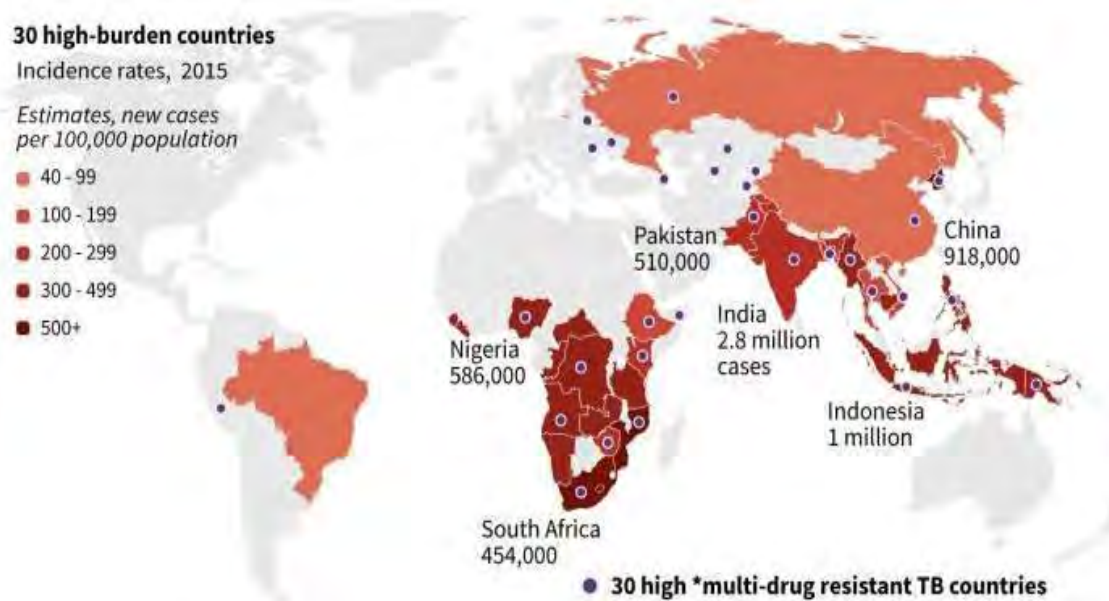 30 high-burden countries
Incidence rates, 2015
Estimates, new cases
per 100,000 population
40 - 99
100 - 199
200 - 299
300 - 499
500+
Pakistan
510,000
China
918,000
India
2.8 million
cases
Nigeria
586,000
Indonesia
1 million
South Africa
454,000
30 high *multi-drug resistant TB countries